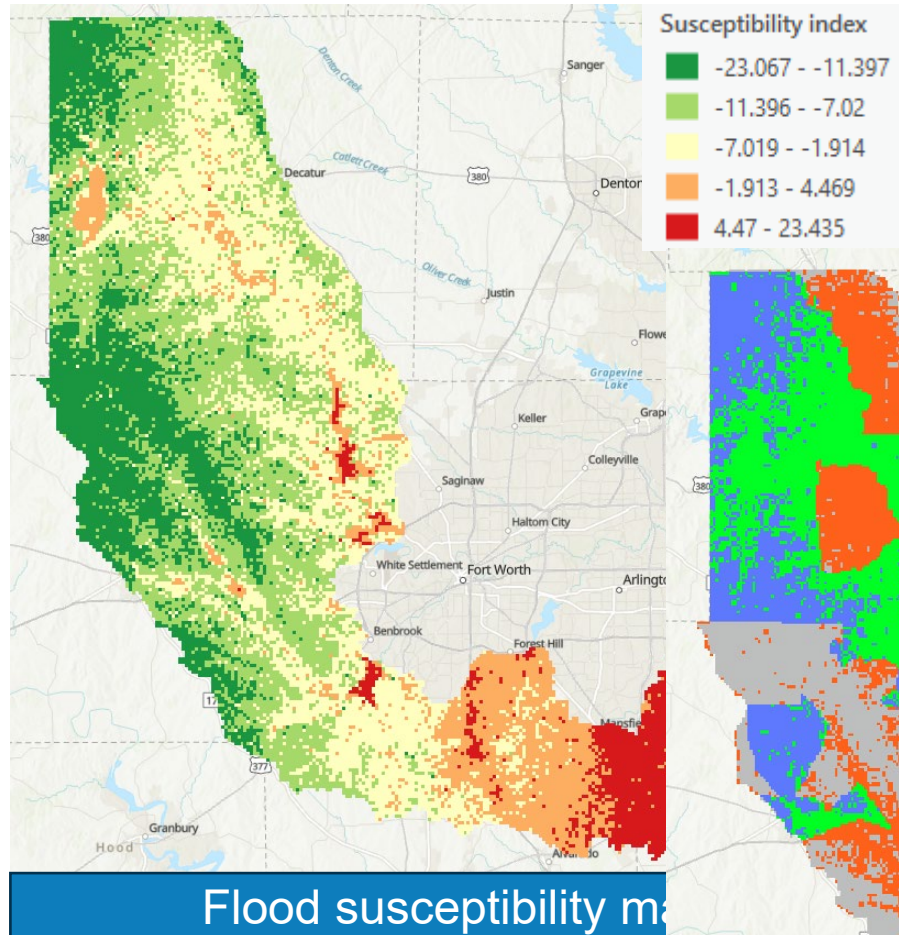 Susceptibility index
-23.067 - -11.397
-11.396 - -7.02
-7.019 - -1.914
-1.913 - 4.469
4.47 - 23.435
Denton Creek
Sanger
Catlett Creek
Decatur
380
Denton
380
Oliver Creek
Justin
Flowe
Grapevine
Lake
Keller
Grape
Colleyville
380
Saginaw
Haltom City
White Settlement
Fort Worth
Arlingt
Benbrook
Forest Hill
17
Mansfie
377
Granbury
Hood
Alvarado
Flood susceptibility ma